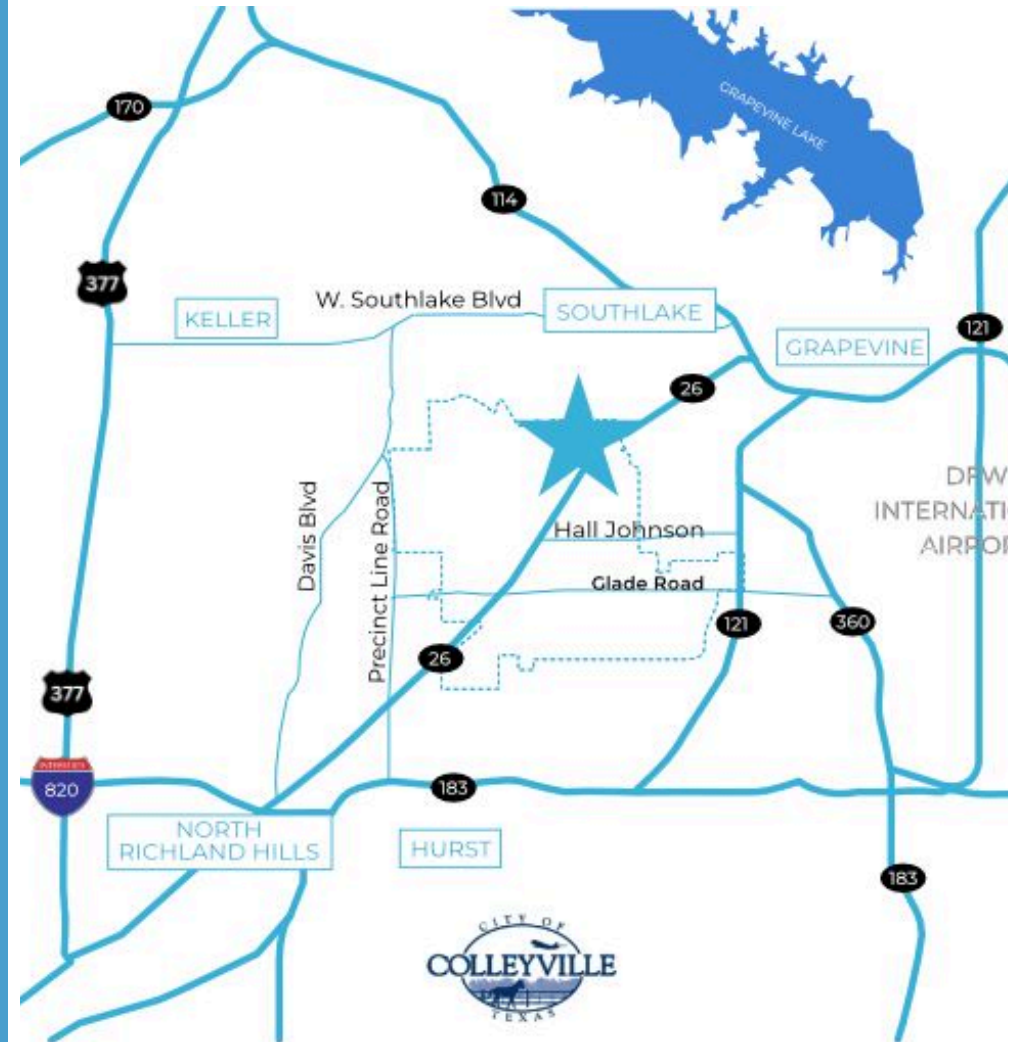 GRAPEVINE LAKE
170
114
377
W. Southlake Blvd
KELLER
SOUTHLAKE
121
GRAPEVINE
26
DFW
INTERNATI
AIRPOR
Davis Blvd
Precinct Line Road
Hall Johnson
Glade Road
121
360
26
377
INTERSTATE
820
183
NORTH
RICHLAND HILLS
HURST
183
CITY OF
COLLEYVILLE
TEXAS